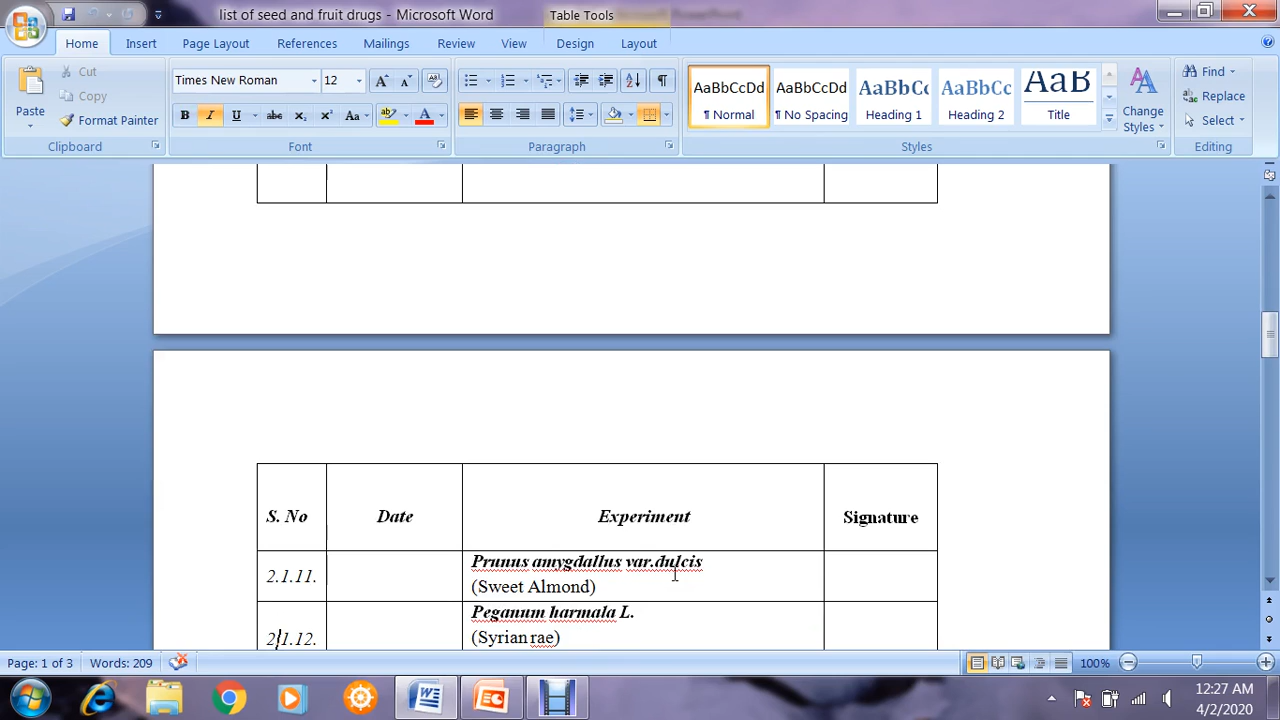 list of seed and fruit drugs - Microsoft Word
Table Tools
Home
Insert
Page Layout
References
Mailings
Review
View
Design
Layout
Paste
Cut
Copy
Format Painter
Clipboard
Times New Roman
12
Font
Paragraph
AaBbCcDd
¶ Normal
AaBbCcDd
¶ No Spacing
AaBbCc
Heading 1
AaBbCc
Heading 2
AaB
Title
Change
Styles
Styles
Find
Replace
Select
Editing
S. No
Date
Experiment
Signature
2.1.11.
Prunus amygdallus var.dulcis
(Sweet Almond)
2.1.12.
Peganum harmala L.
(Syrian rae)
Page: 1 of 3
Words: 209
100%
12:27 AM
4/2/2020